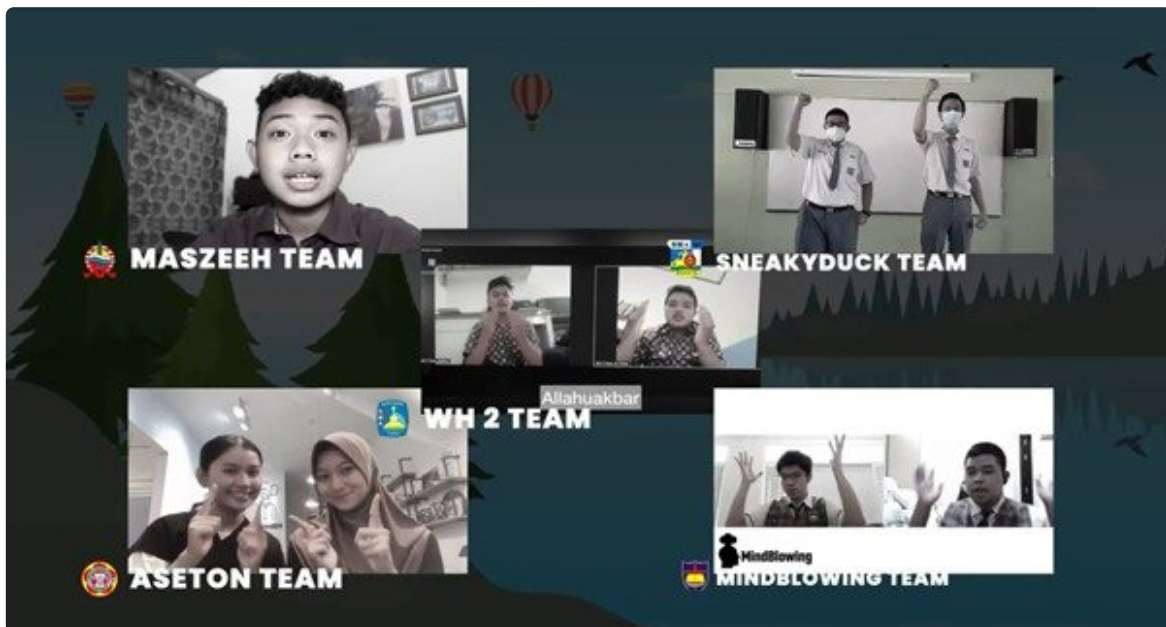 MASZEEH TEAM
SNEAKYDUCK TEAM
Allahuakbar
WH 2 TEAM
ASETON TEAM
MindBlowing
MINDBLOWING TEAM